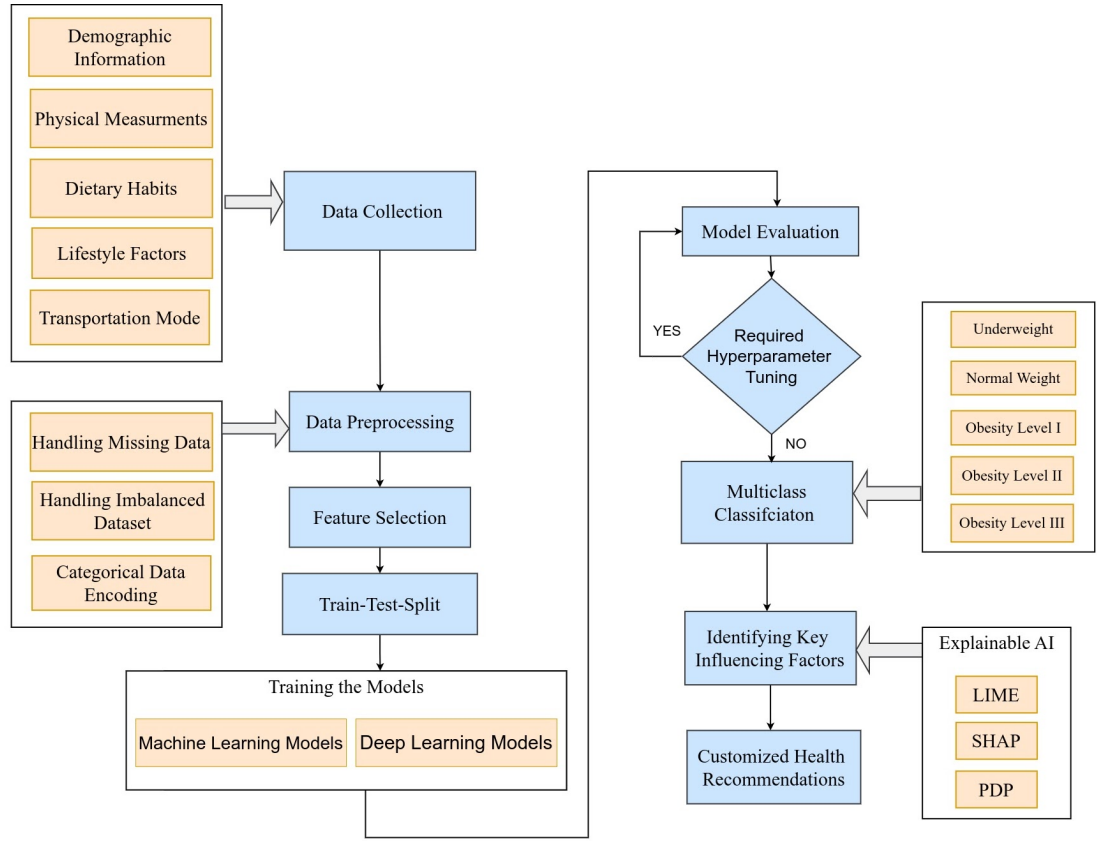 Demographic
Information
Physical Measurments
Dietary Habits
Lifestyle Factors
Transportation Mode
Data Collection
Handling Missing Data
Handling Imbalanced
Dataset
Categorical Data
Encoding
Data Preprocessing
Feature Selection
Train-Test-Split
Training the Models
Machine Learning Models
Deep Learning Models
Model Evaluation
YES
Required
Hyperparameter
Tuning
NO
Underweight
Normal Weight
Obesity Level I
Obesity Level II
Obesity Level III
Multiclass
Classifciaton
Identifying Key
Influencing Factors
Explainable AI
LIME
SHAP
PDP
Customized Health
Recommendations